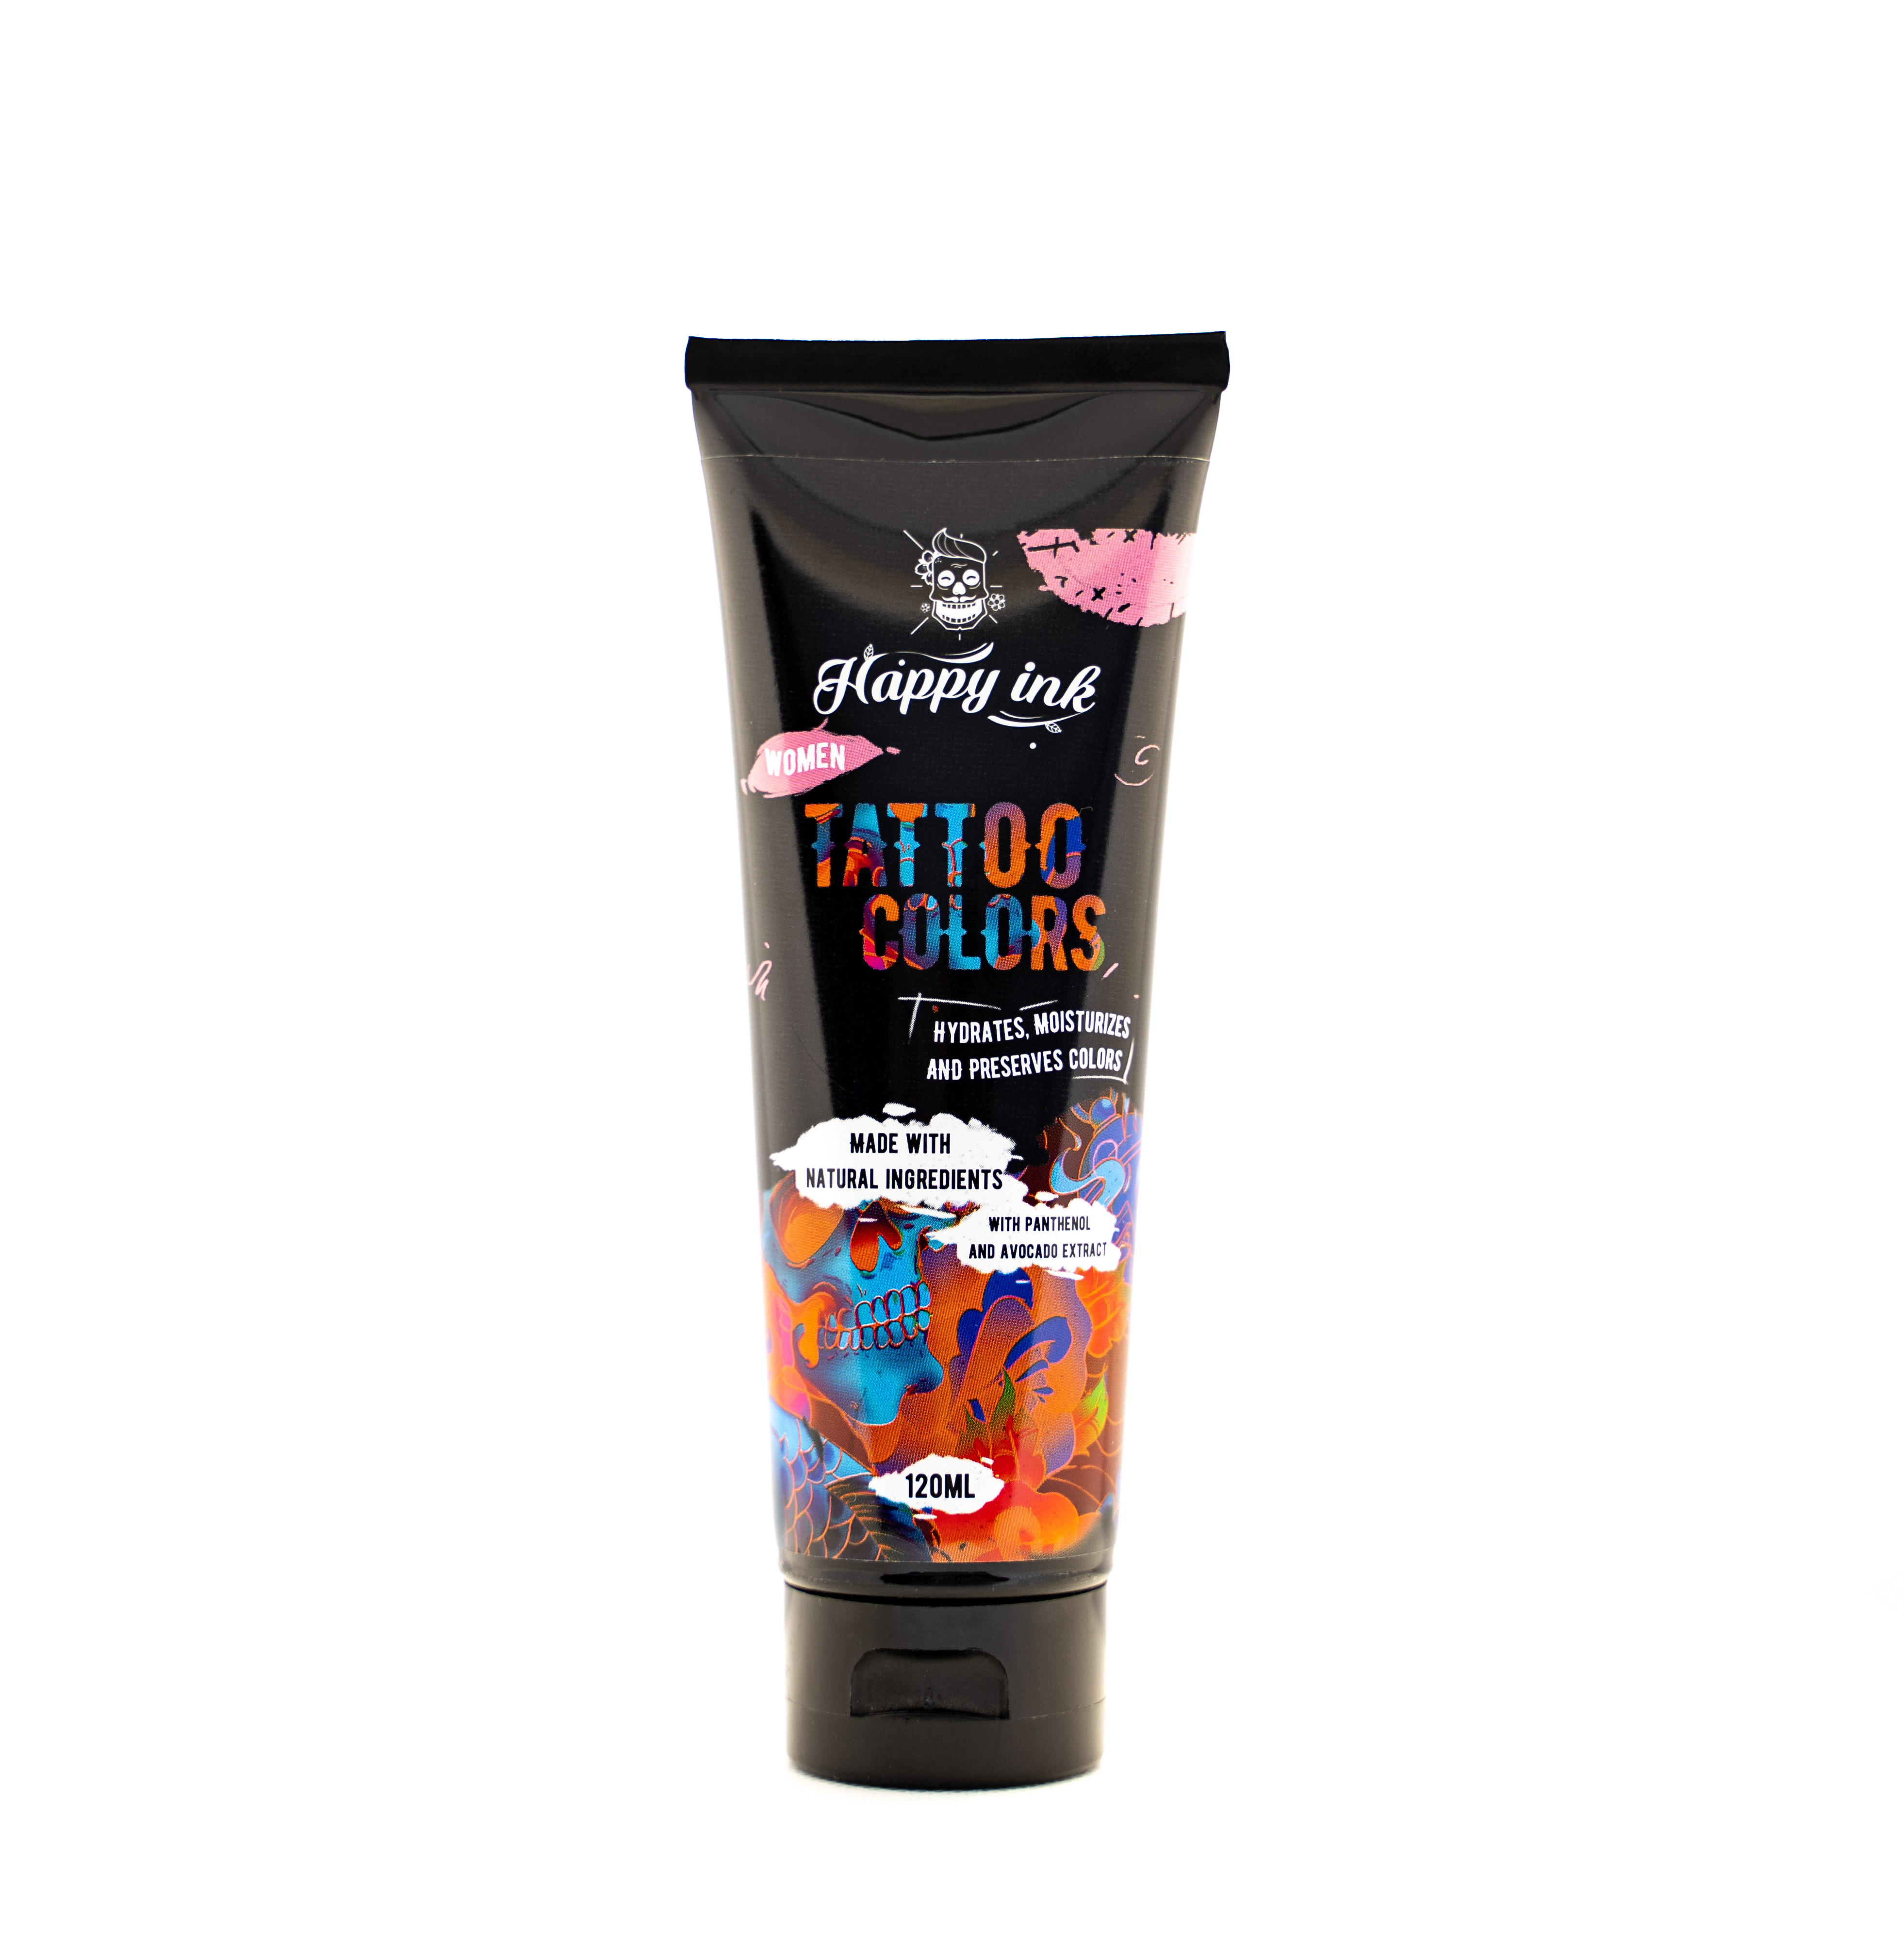 Happy ink
WOMEN
TATTOO
COLORS
HYDRATES, MOISTURIZES
AND PRESERVES COLORS
MADE WITH
NATURAL INGREDIENTS
WITH PANTHENOL
AND AVOCADO EXTRACT
120ML